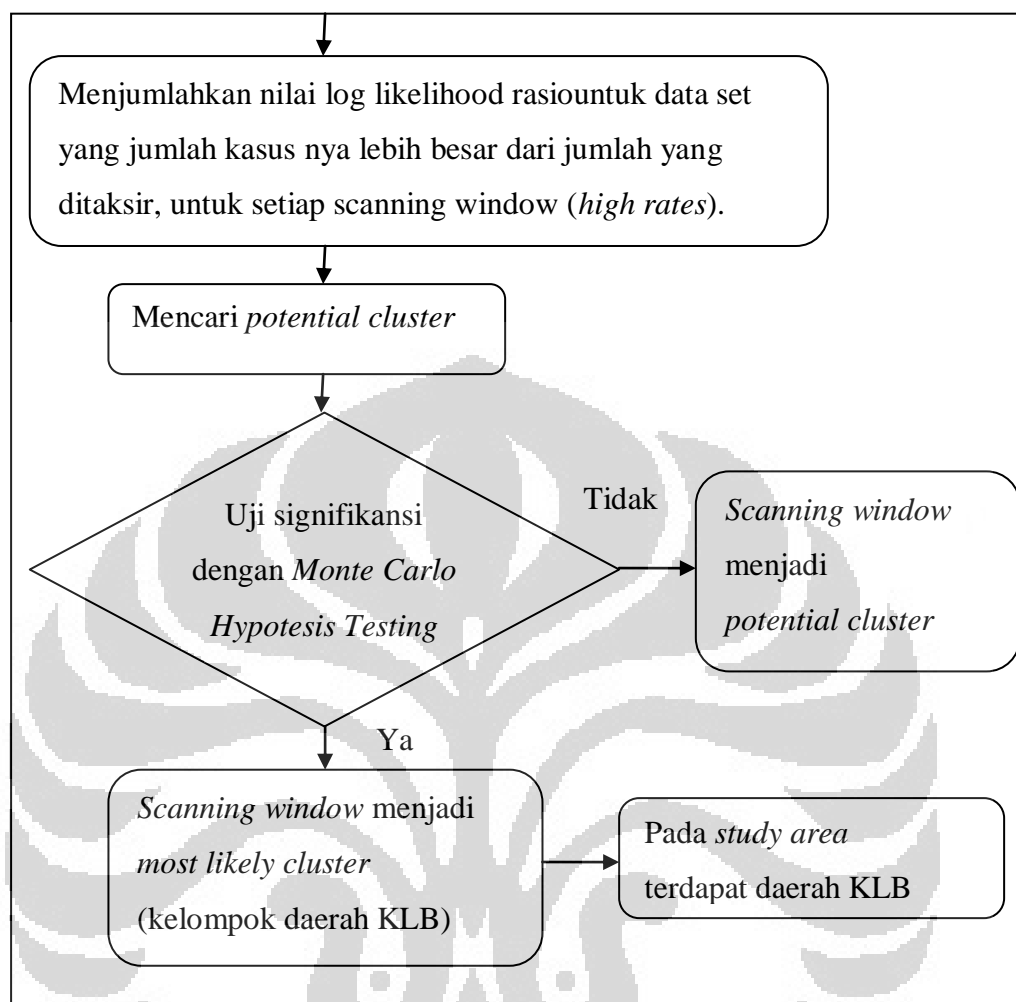 Menjumlahkan nilai log likelihood rasiountuk data set
yang jumlah kasus nya lebih besar dari jumlah yang
ditaksir, untuk setiap scanning window (high rates).
Mencari potential cluster
Uji signifikansi
dengan Monte Carlo
Hypotesis Testing
Tidak
Scanning window
menjadi
potential cluster
Ya
Scanning window menjadi
most likely cluster
(kelompok daerah KLB)
Pada study area
terdapat daerah KLB